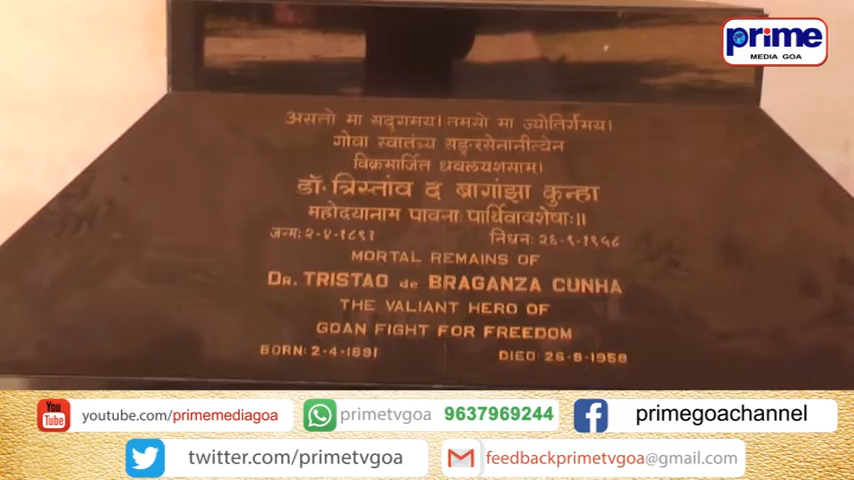 prime
MEDIA GOA
असतो मा सद्गमय। तमसो मा ज्योतिर्गमय।
गोवा स्वातंत्र्य सङ्गरसेनानीत्वेन
विक्रमार्जित धवलयशसाम्।
डॉ. त्रिस्तांव द ब्रागांझा कुन्हा
महोदयानाम पावना पार्थिवावशेषाः॥
जन्मः २-४-१८९१ निधनः २६-९-१९५८
MORTAL REMAINS OF
DR. TRISTAO de BRAGANZA CUNHA
THE VALIANT HERO OF
GOAN FIGHT FOR FREEDOM
BORN: 2-4-1891 DIED: 26-9-1958
You Tube youtube.com/primemediagoa primetvgoa 9637969244 primegoachannel
twitter.com/primetvgoa feedbackprimetvgoa@gmail.com